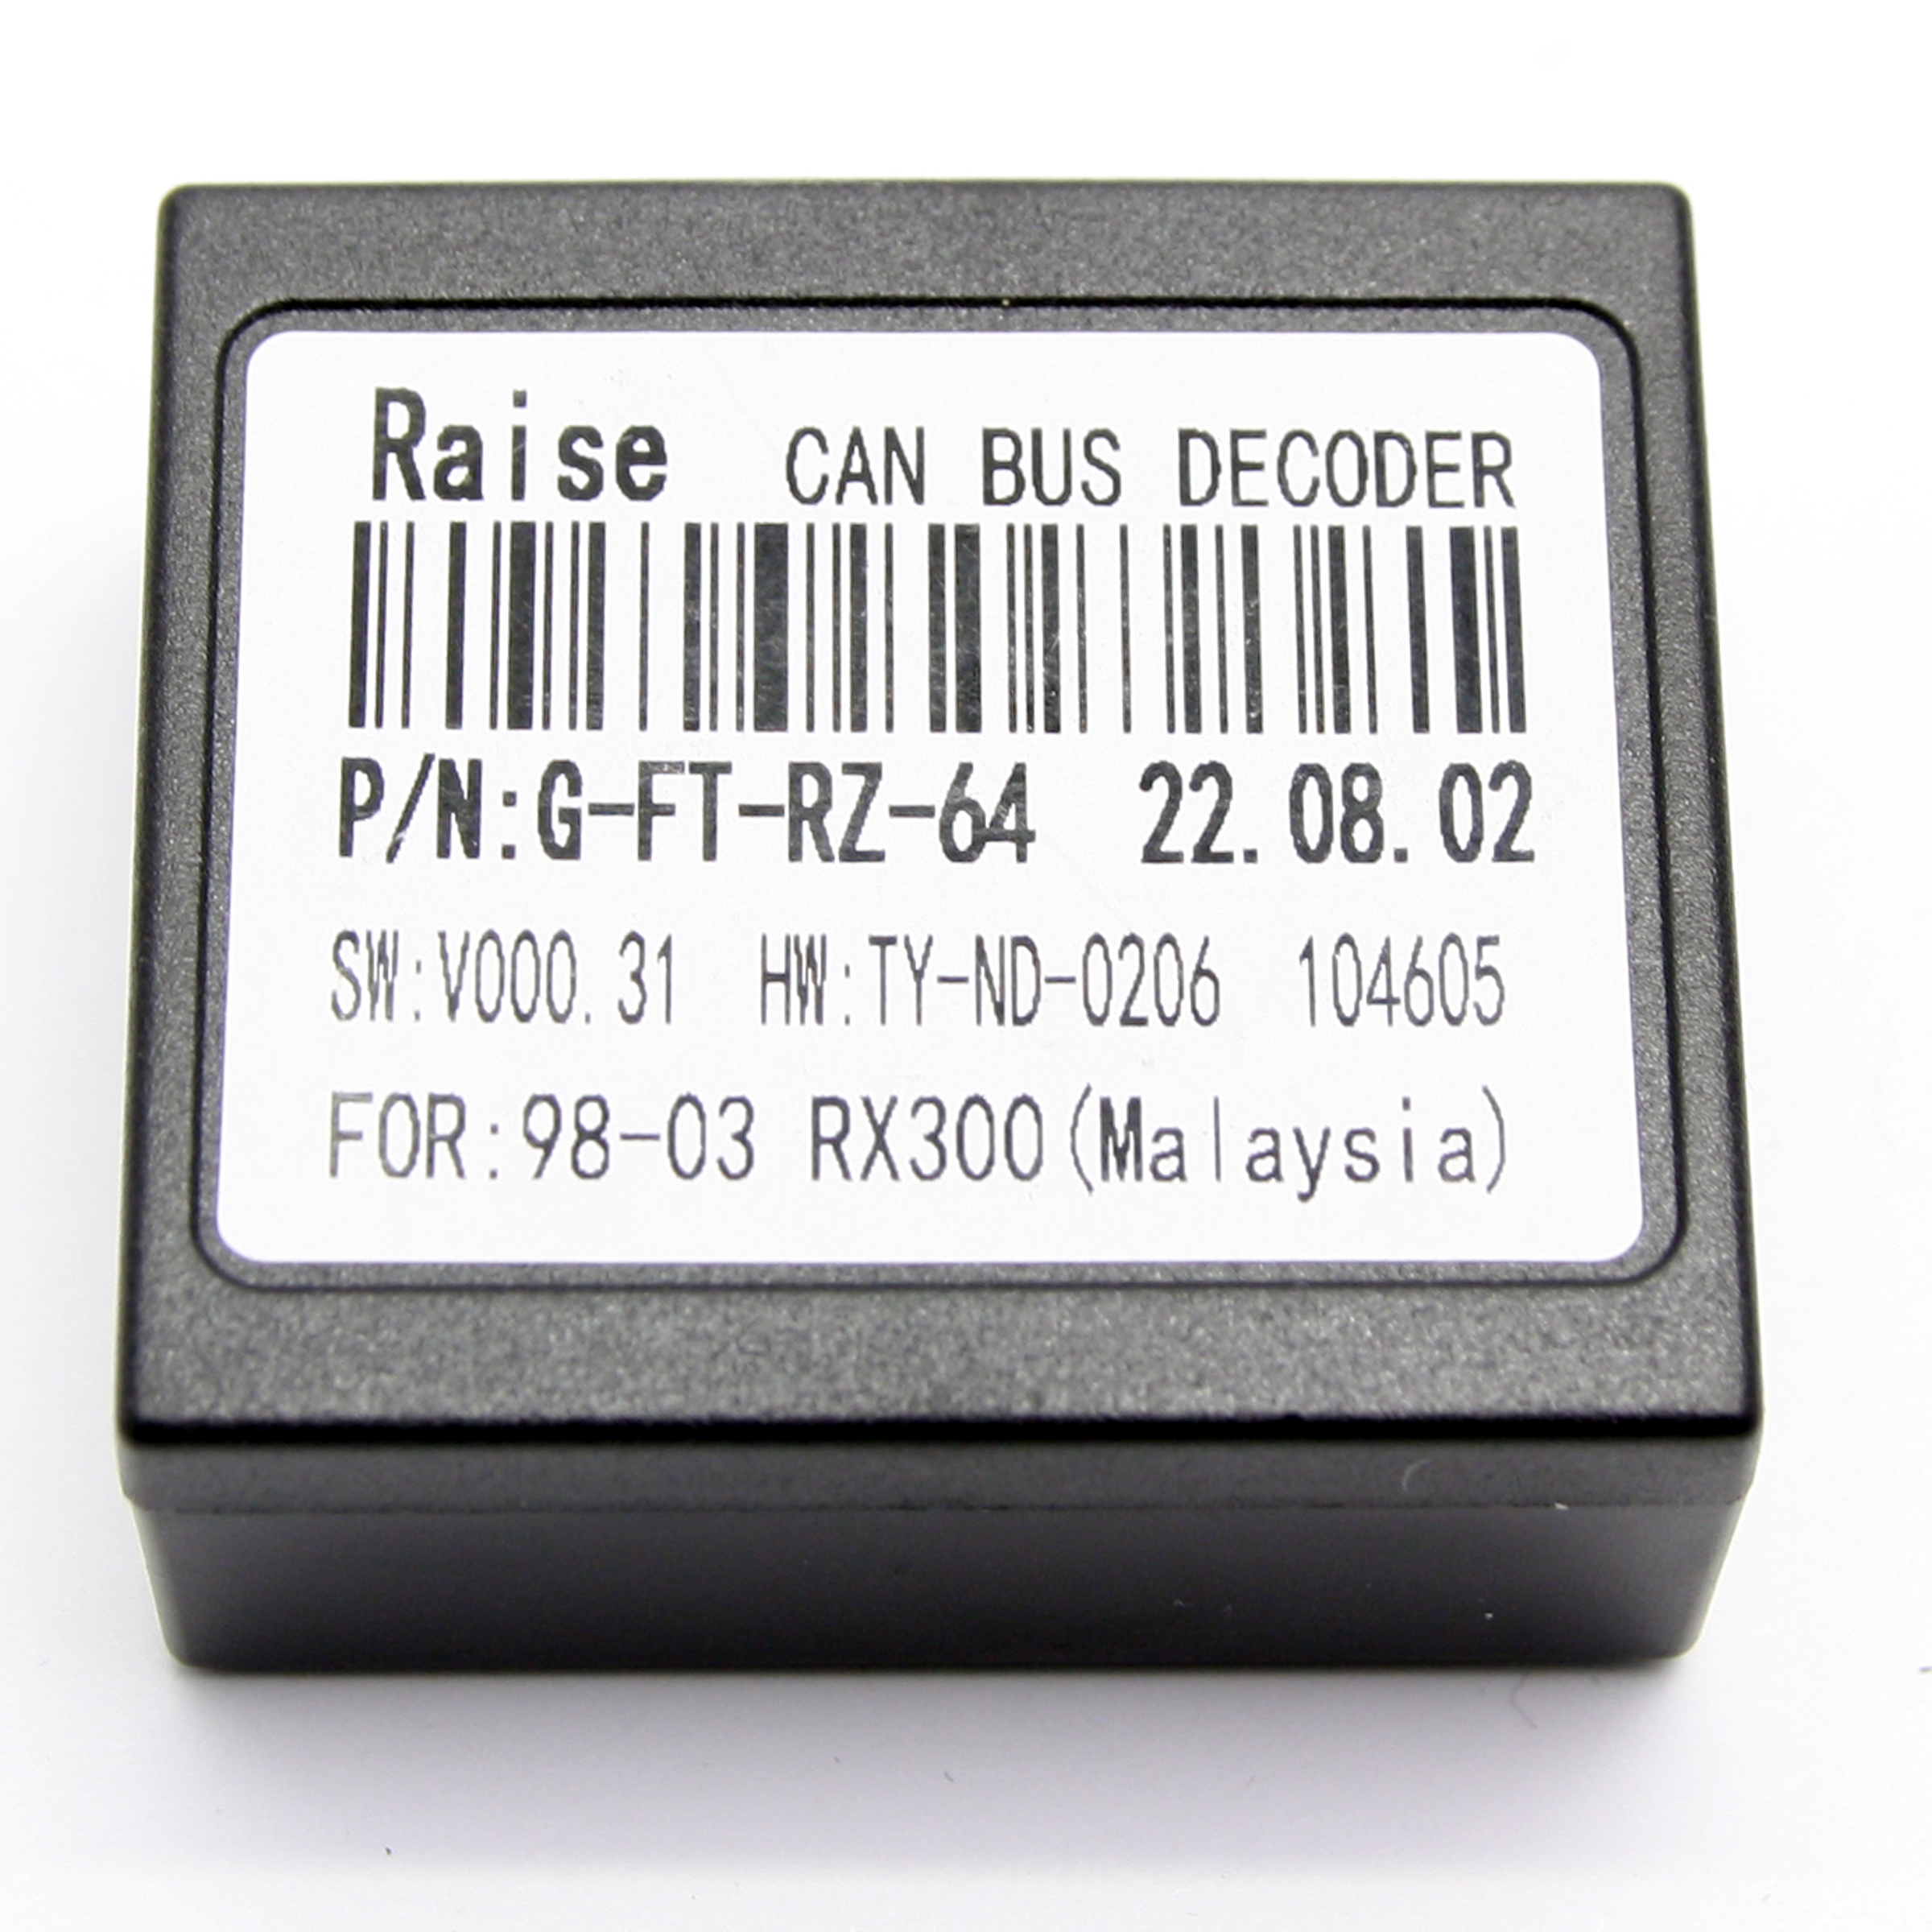 Raise CAN BUS DECODER
P/N:G-FT-RZ-64 22.08.02
SW:V000.31 HW:TY-ND-0206 104605
FOR:98-03 RX300(Malaysia)